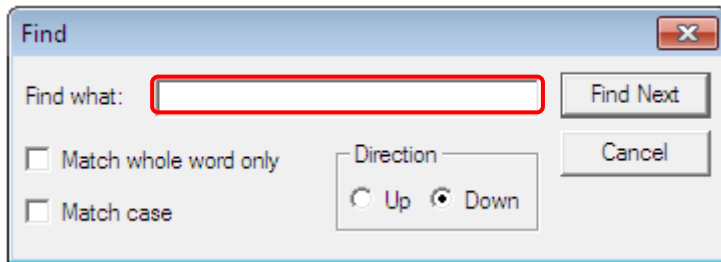 Find
Find what:
Find Next
Match whole word only
Direction
Cancel
Up
Down
Match case